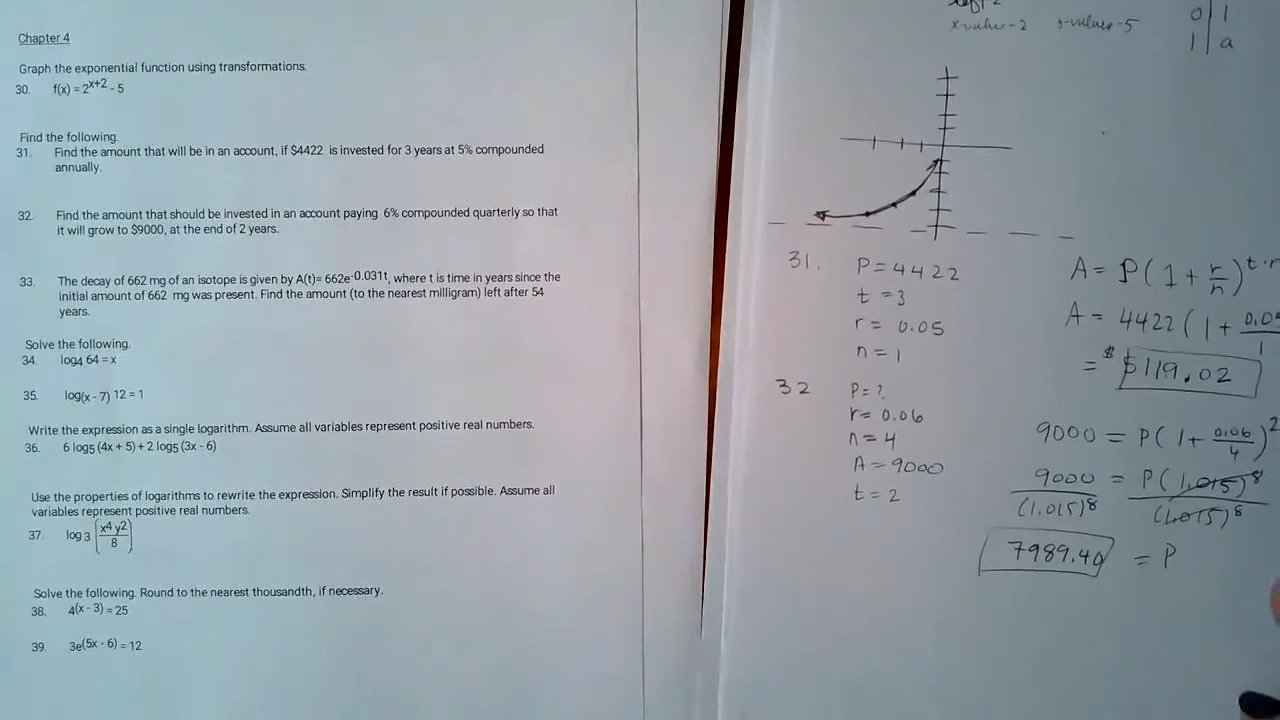 Chapter 4
Graph the exponential function using transformations.
30. f(x) = 2^x+2 - 5
Find the following.
31. Find the amount that will be in an account, if $4422 is invested for 3 years at 5% compounded
annually.
32. Find the amount that should be invested in an account paying 6% compounded quarterly so that
it will grow to $9000, at the end of 2 years.
33. The decay of 662 mg of an isotope is given by A(t)= 662e^-0.031t, where t is time in years since the
initial amount of 662 mg was present. Find the amount (to the nearest milligram) left after 54
years.
Solve the following.
34. log4 64 = x
35. log(x - 7) 12 = 1
Write the expression as a single logarithm. Assume all variables represent positive real numbers.
36. 6 log5 (4x + 5) + 2 log5 (3x - 6)
Use the properties of logarithms to rewrite the expression. Simplify the result if possible. Assume all
variables represent positive real numbers.
37. log3 (x^4 y^2 / 8)
Solve the following. Round to the nearest thousandth, if necessary.
38. 4^(x - 3) = 25
39. 3e^(5x - 6) = 12
x-value - 2 y-values - 5
0 | 1
1 | a
31. P = 4422
t = 3
r = 0.05
n = 1
A = P(1 + r/n)^t·
A = 4422(1 +
= $ $119.02
32 P = ?
r = 0.06
n = 4
A = 9000
t = 2
9000 = P(1 + 0.06/4)^2
9000/(1.015)^8 = P(1.015)^8/(1.015)^8
7989.40 = P